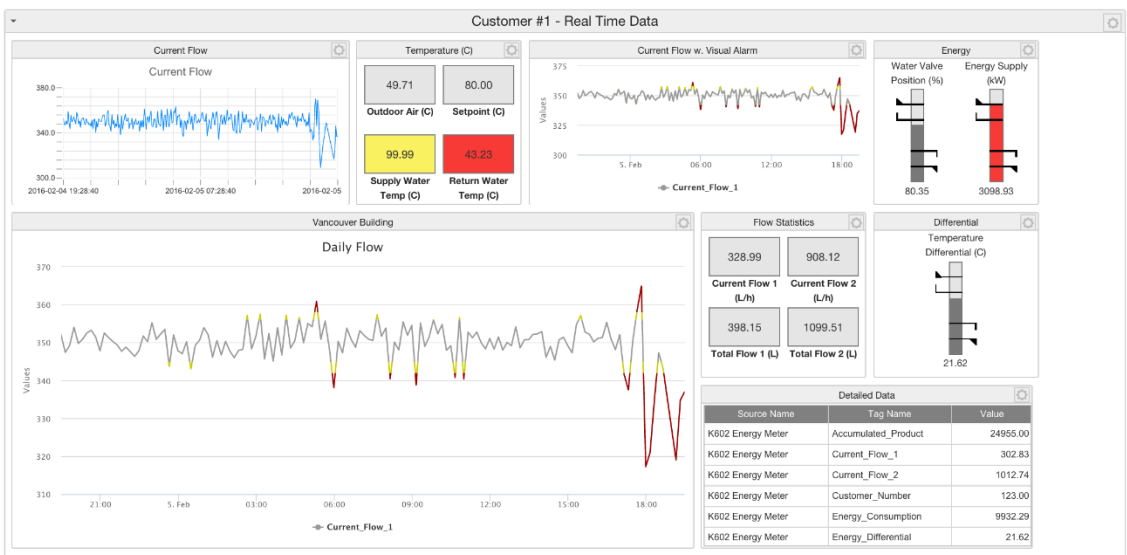 Customer #1 - Real Time Data
Current Flow
Current Flow
380.0
340.0
300.0
2016-02-04 19:28:40
2016-02-05 07:28:40
2016-02-05
Temperature (C)
49.71
80.00
Outdoor Air (C)
Setpoint (C)
99.99
43.23
Supply Water
Temp (C)
Return Water
Temp (C)
Current Flow w. Visual Alarm
Values
375
350
325
300
5. Feb
06:00
12:00
18:00
Current_Flow_1
Energy
Water Valve
Position (%)
Energy Supply
(kW)
80.35
3098.93
Vancouver Building
Daily Flow
Values
370
360
350
340
330
320
310
21:00
5. Feb
03:00
06:00
09:00
12:00
15:00
18:00
Current_Flow_1
Flow Statistics
328.99
908.12
Current Flow 1
(L/h)
Current Flow 2
(L/h)
398.15
1099.51
Total Flow 1 (L)
Total Flow 2 (L)
Differential
Temperature
Differential (C)
21.62
Detailed Data
Source Name Tag Name Value
K602 Energy Meter Accumulated_Product 24955.00
K602 Energy Meter Current_Flow_1 302.83
K602 Energy Meter Current_Flow_2 1012.74
K602 Energy Meter Customer_Number 123.00
K602 Energy Meter Energy_Consumption 9932.29
K602 Energy Meter Energy_Differential 21.62